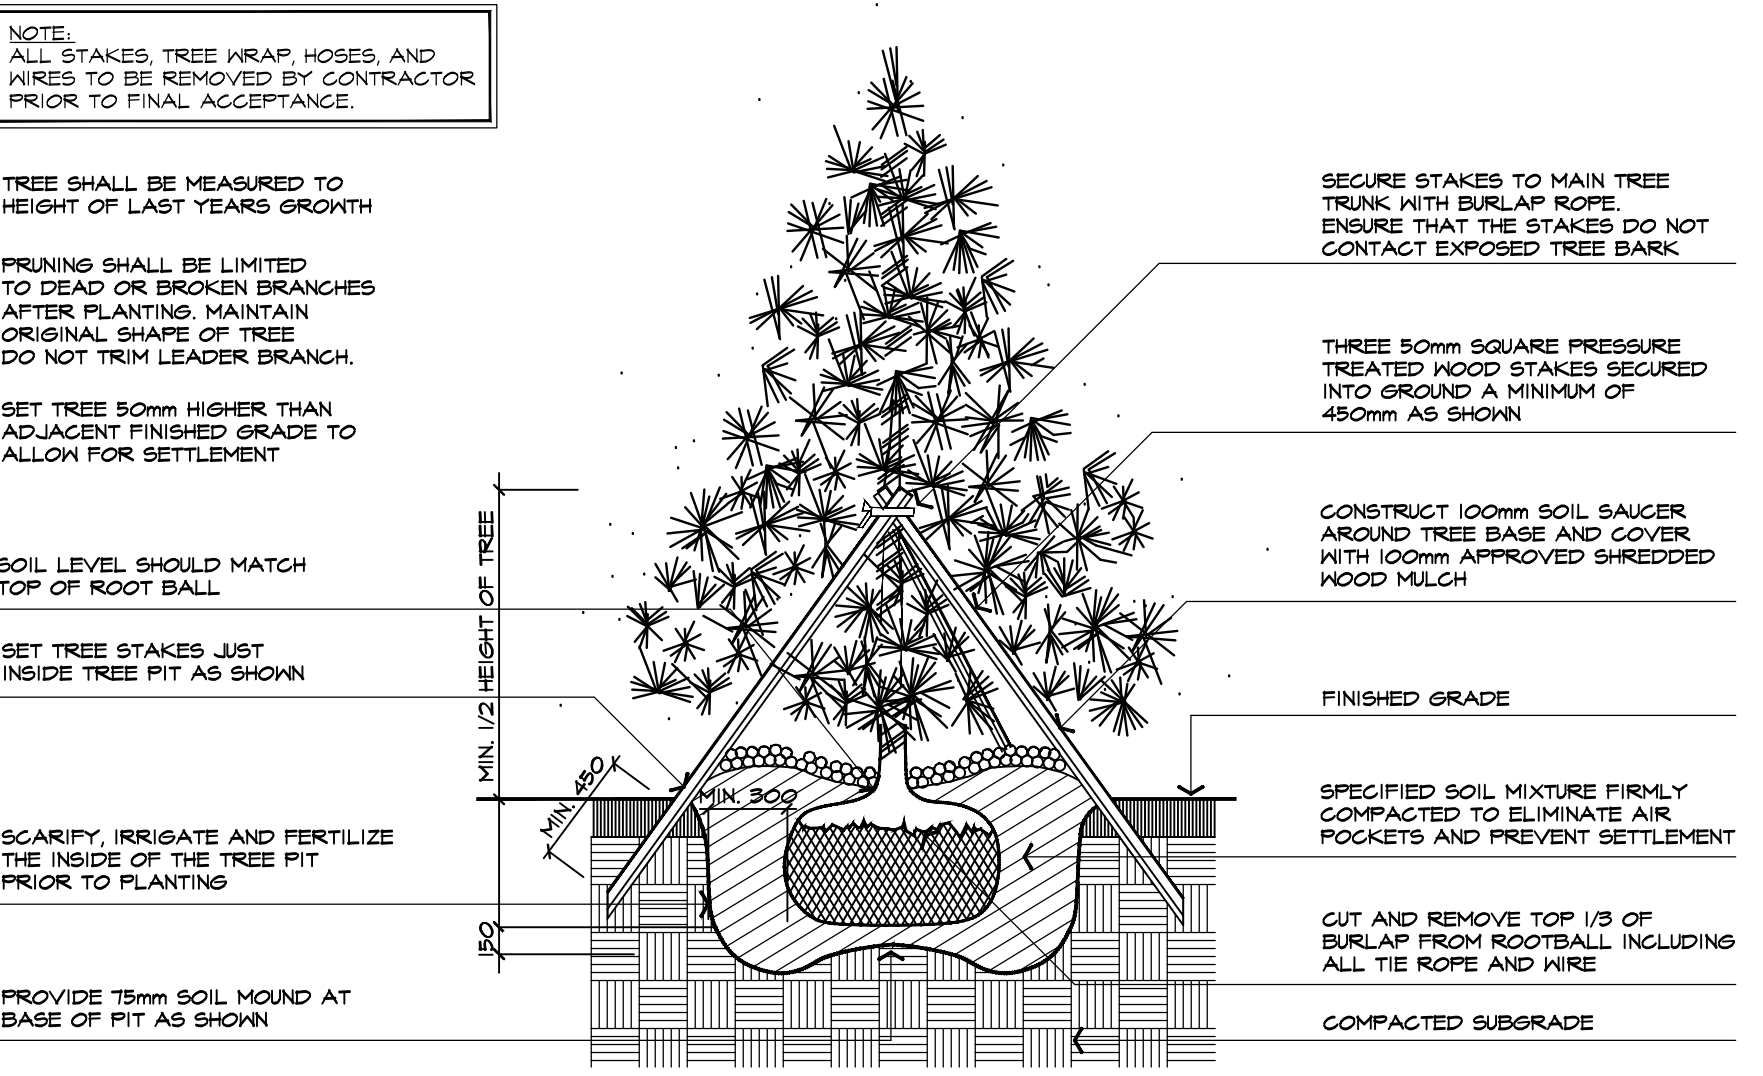 NOTE:
ALL STAKES, TREE WRAP, HOSES, AND
WIRES TO BE REMOVED BY CONTRACTOR
PRIOR TO FINAL ACCEPTANCE.
TREE SHALL BE MEASURED TO
HEIGHT OF LAST YEARS GROWTH
PRUNING SHALL BE LIMITED
TO DEAD OR BROKEN BRANCHES
AFTER PLANTING. MAINTAIN
ORIGINAL SHAPE OF TREE
DO NOT TRIM LEADER BRANCH.
SET TREE 50mm HIGHER THAN
ADJACENT FINISHED GRADE TO
ALLOW FOR SETTLEMENT
SOIL LEVEL SHOULD MATCH
TOP OF ROOT BALL
SET TREE STAKES JUST
INSIDE TREE PIT AS SHOWN
SCARIFY, IRRIGATE AND FERTILIZE
THE INSIDE OF THE TREE PIT
PRIOR TO PLANTING
PROVIDE 75mm SOIL MOUND AT
BASE OF PIT AS SHOWN
MIN. 1/2 HEIGHT OF TREE
MIN. 450
MIN. 300
150
SECURE STAKES TO MAIN TREE
TRUNK WITH BURLAP ROPE.
ENSURE THAT THE STAKES DO NOT
CONTACT EXPOSED TREE BARK
THREE 50mm SQUARE PRESSURE
TREATED WOOD STAKES SECURED
INTO GROUND A MINIMUM OF
450mm AS SHOWN
CONSTRUCT 100mm SOIL SAUCER
AROUND TREE BASE AND COVER
WITH 100mm APPROVED SHREDDED
WOOD MULCH
FINISHED GRADE
SPECIFIED SOIL MIXTURE FIRMLY
COMPACTED TO ELIMINATE AIR
POCKETS AND PREVENT SETTLEMENT
CUT AND REMOVE TOP 1/3 OF
BURLAP FROM ROOTBALL INCLUDING
ALL TIE ROPE AND WIRE
COMPACTED SUBGRADE